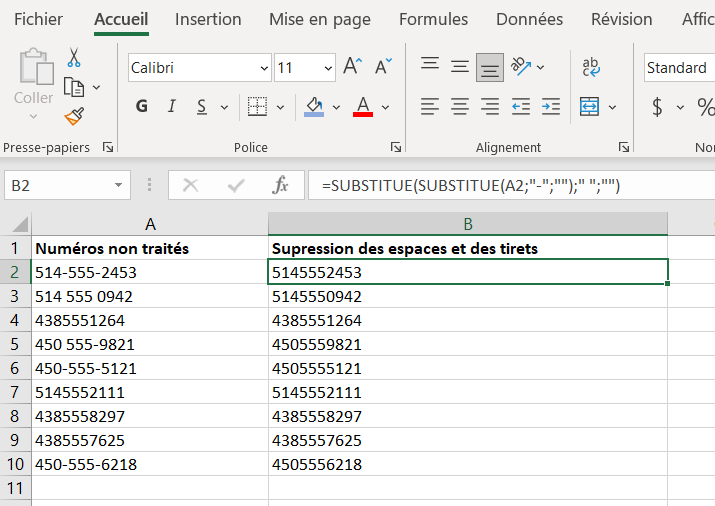 Fichier Accueil Insertion Mise en page Formules Données Révision Affic
Coller Calibri 11 A A ab c Standard
G I S A $ %
Presse-papiers Police Alignement Nor
B2 fx =SUBSTITUE(SUBSTITUE(A2;"-";"");" ";"")
A B
1 Numéros non traités Supression des espaces et des tirets
2 514-555-2453 5145552453
3 514 555 0942 5145550942
4 4385551264 4385551264
5 450 555-9821 4505559821
6 450-555-5121 4505555121
7 5145552111 5145552111
8 4385558297 4385558297
9 4385557625 4385557625
10 450-555-6218 4505556218
11